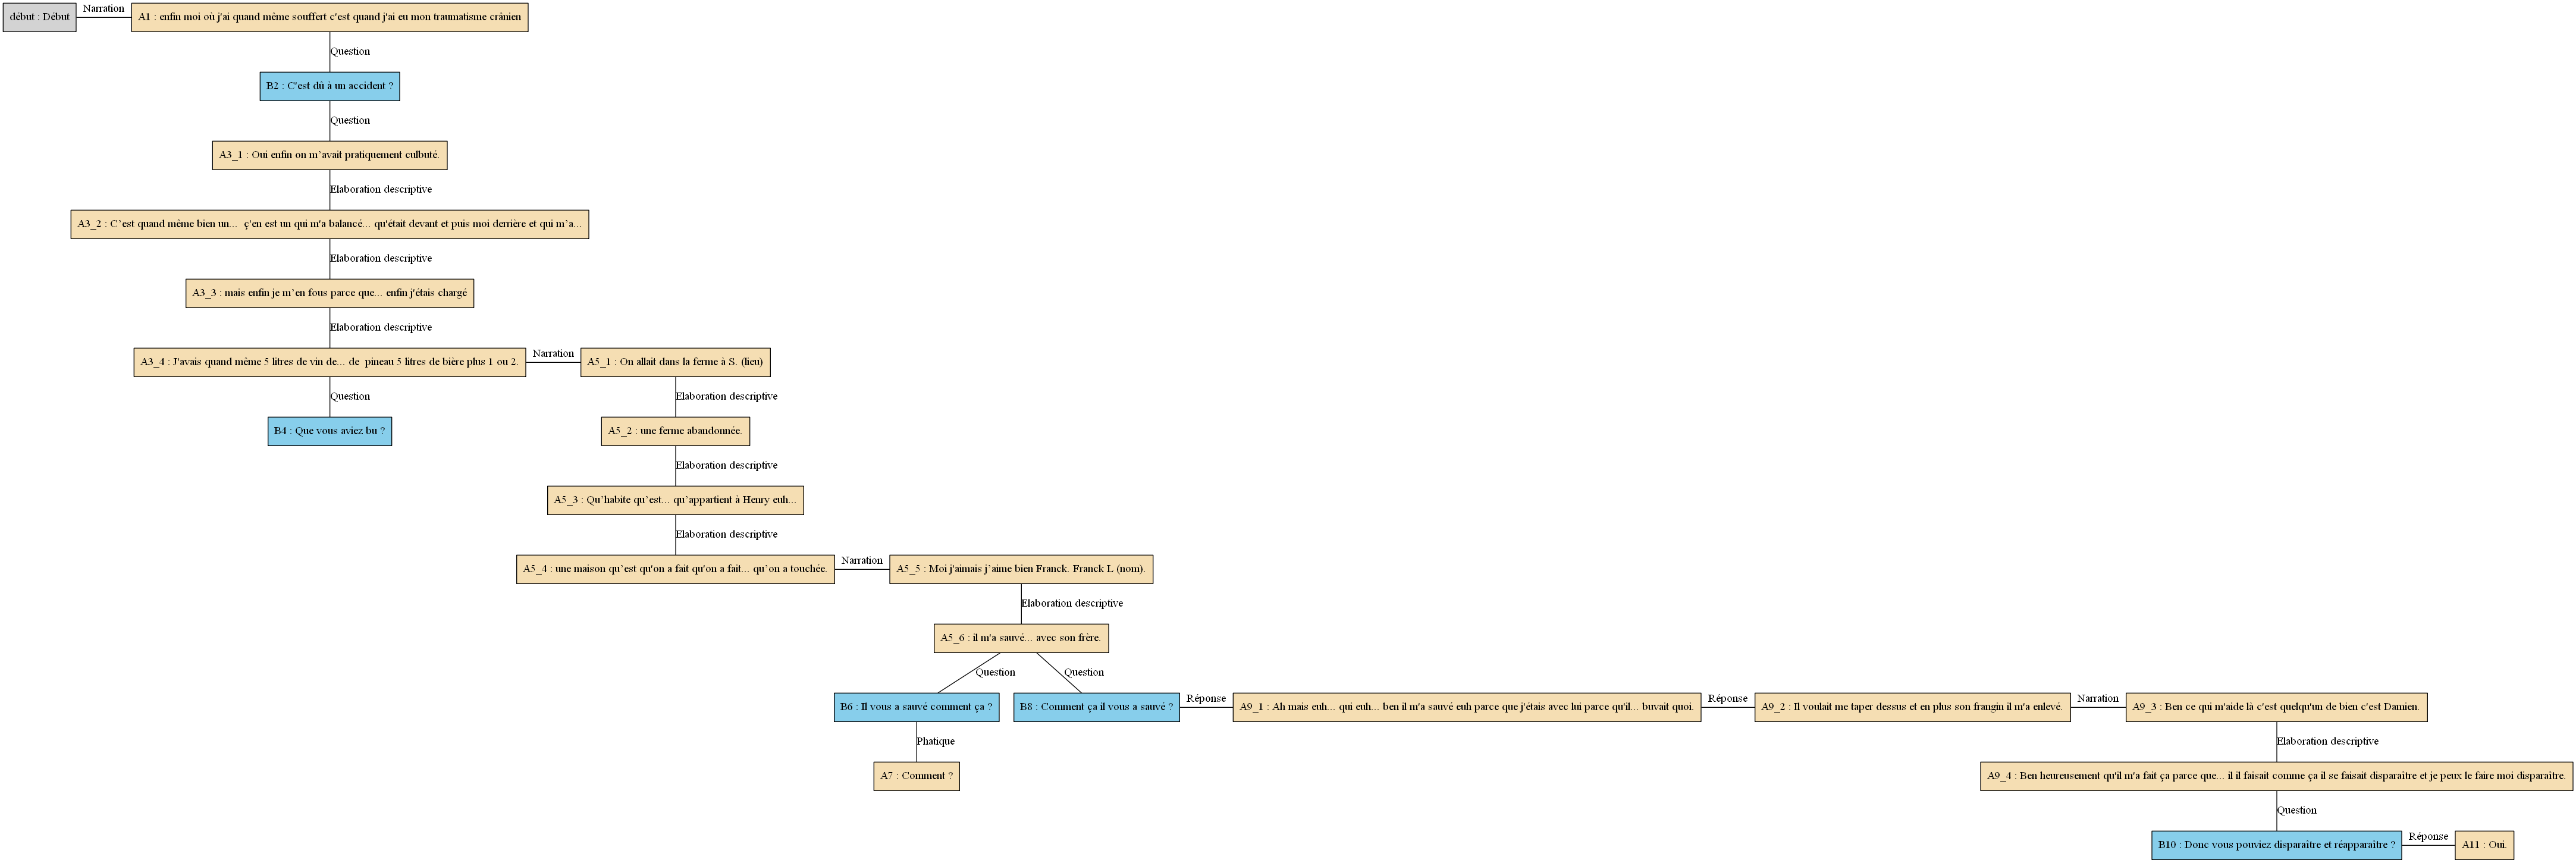 début : Début
Narration
A1 : enfin moi où j'ai quand même souffert c'est quand j'ai eu mon traumatisme crânien
Question
B2 : C'est dû à un accident ?
Question
A3_1 : Oui enfin on m’avait pratiquement culbuté.
Elaboration descriptive
A3_2 : C’est quand même bien un... ç'en est un qui m'a balancé... qu'était devant et puis moi derrière et qui m’a...
Elaboration descriptive
A3_3 : mais enfin je m’en fous parce que... enfin j'étais chargé
Elaboration descriptive
A3_4 : J'avais quand même 5 litres de vin de... de pineau 5 litres de bière plus 1 ou 2.
Narration
A5_1 : On allait dans la ferme à S. (lieu)
Question
Elaboration descriptive
B4 : Que vous aviez bu ?
A5_2 : une ferme abandonnée.
Elaboration descriptive
A5_3 : Qu’habite qu’est... qu’appartient à Henry euh...
Elaboration descriptive
A5_4 : une maison qu’est qu'on a fait qu'on a fait... qu’on a touchée.
Narration
A5_5 : Moi j'aimais j’aime bien Franck. Franck L (nom).
Elaboration descriptive
A5_6 : il m'a sauvé... avec son frère.
Question
Question
B6 : Il vous a sauvé comment ça ?
B8 : Comment ça il vous a sauvé ?
Réponse
A9_1 : Ah mais euh... qui euh... ben il m'a sauvé euh parce que j'étais avec lui parce qu'il... buvait quoi.
Réponse
A9_2 : Il voulait me taper dessus et en plus son frangin il m'a enlevé.
Narration
A9_3 : Ben ce qui m'aide là c'est quelqu'un de bien c'est Damien.
Phatique
Elaboration descriptive
A7 : Comment ?
A9_4 : Ben heureusement qu'il m'a fait ça parce que... il il faisait comme ça il se faisait disparaître et je peux le faire moi disparaître.
Question
B10 : Donc vous pouviez disparaître et réapparaître ?
Réponse
A11 : Oui.